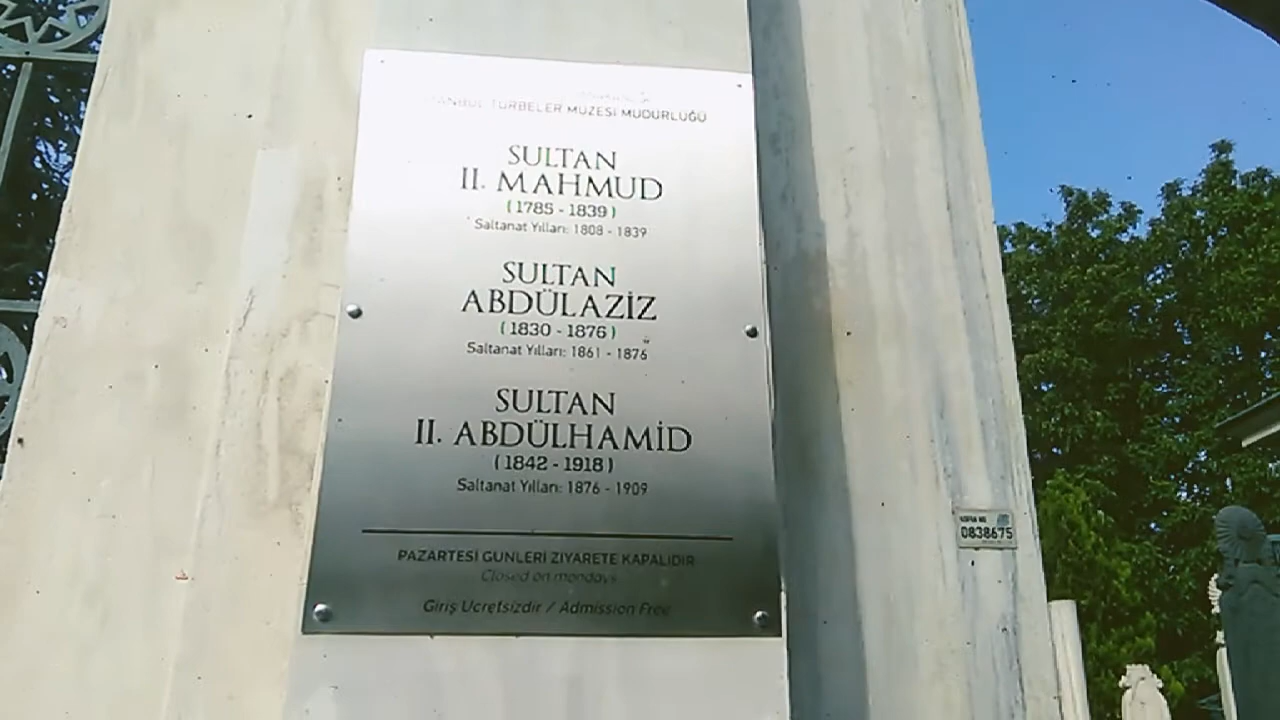 İSTANBUL TÜRBELER MÜZESİ MÜDÜRLÜĞÜ
SULTAN
II. MAHMUD
(1785 - 1839)
Saltanat Yılları: 1808 - 1839
SULTAN
ABDÜLAZİZ
(1830 - 1876)
Saltanat Yılları: 1861 - 1876
SULTAN
II. ABDÜLHAMİD
(1842 - 1918)
Saltanat Yılları: 1876 - 1909
PAZARTESİ GÜNLERİ ZİYARETE KAPALIDIR
Closed on mondays
Giriş Ücretsizdir / Admission Free
0838675